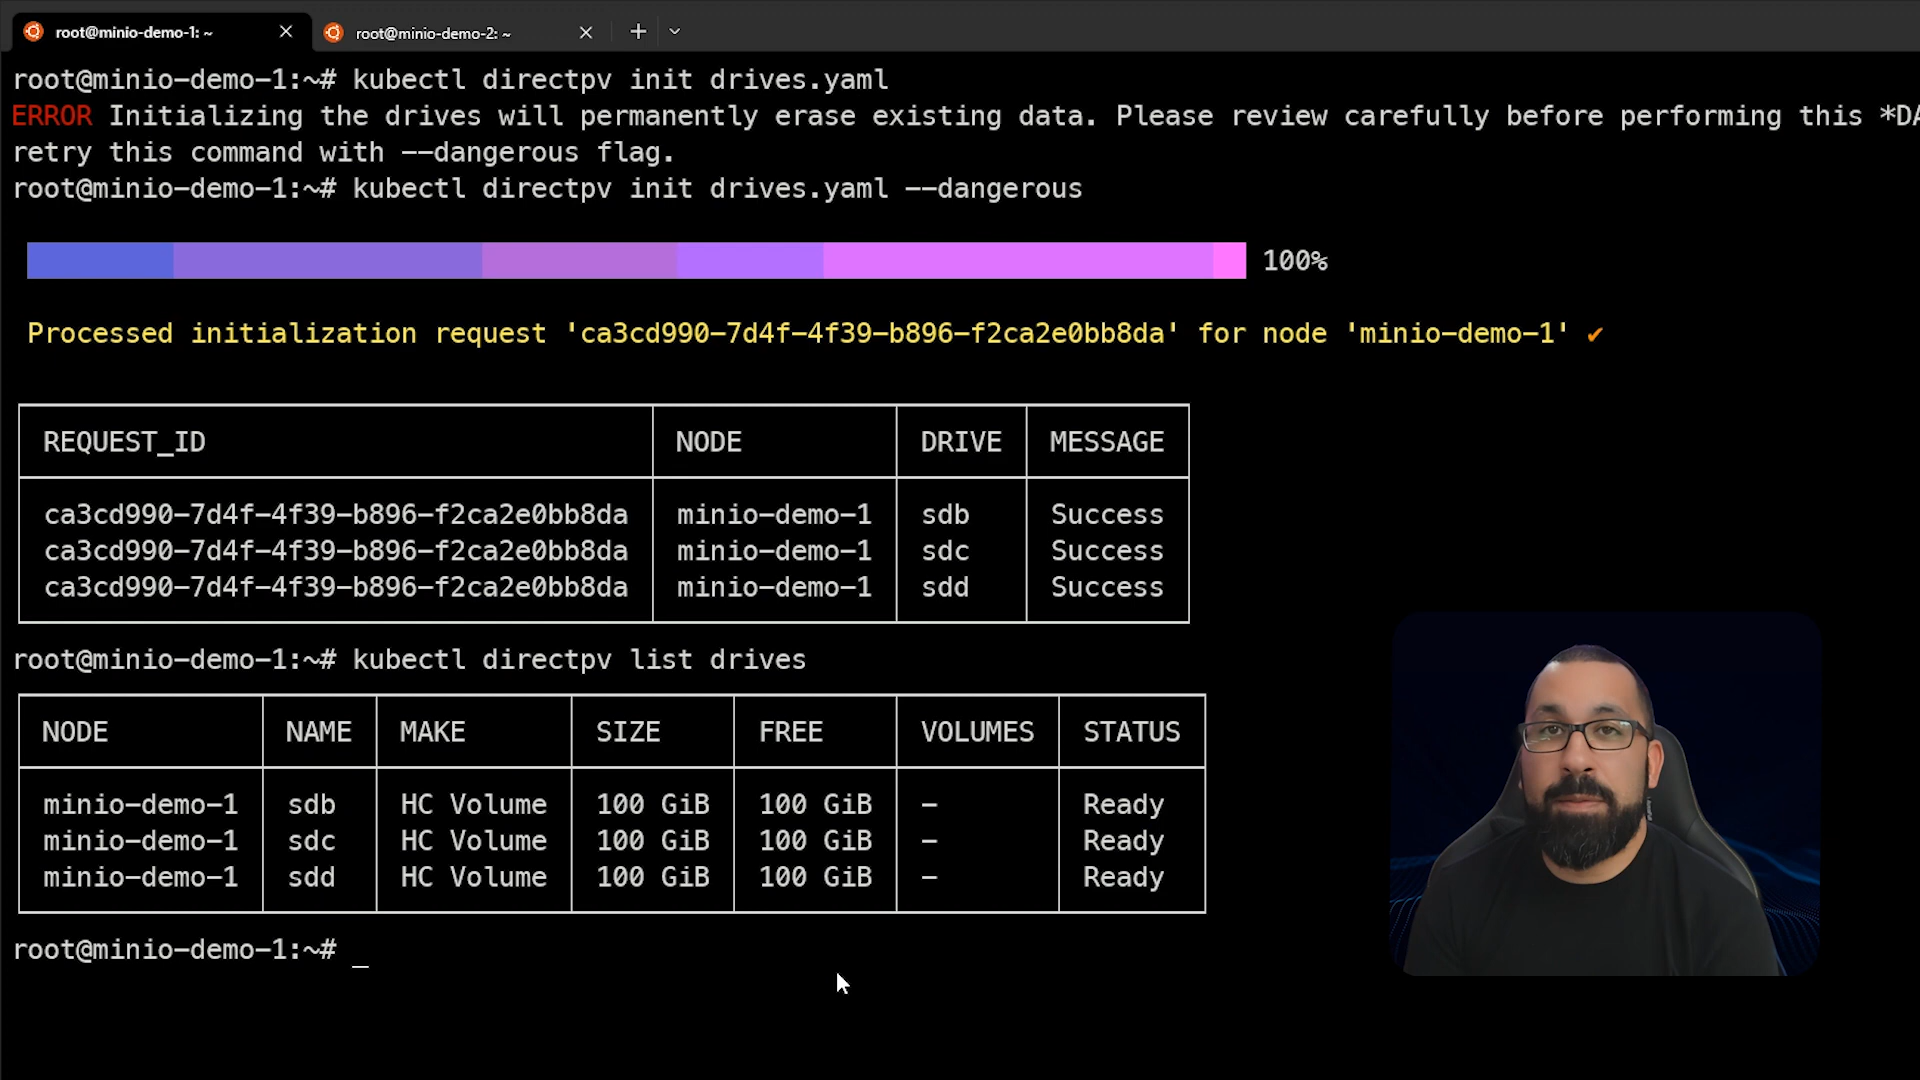 root@minio-demo-1: ~
root@minio-demo-2: ~
root@minio-demo-1:~# kubectl directpv init drives.yaml
ERROR Initializing the drives will permanently erase existing data. Please review carefully before performing this
retry this command with --dangerous flag.
root@minio-demo-1:~# kubectl directpv init drives.yaml --dangerous
100%
Processed initialization request 'ca3cd990-7d4f-4f39-b896-f2ca2e0bb8da' for node 'minio-demo-1' ✔
REQUEST_ID NODE DRIVE MESSAGE
ca3cd990-7d4f-4f39-b896-f2ca2e0bb8da minio-demo-1 sdb Success
ca3cd990-7d4f-4f39-b896-f2ca2e0bb8da minio-demo-1 sdc Success
ca3cd990-7d4f-4f39-b896-f2ca2e0bb8da minio-demo-1 sdd Success
root@minio-demo-1:~# kubectl directpv list drives
NODE NAME MAKE SIZE FREE VOLUMES STATUS
minio-demo-1 sdb HC Volume 100 GiB 100 GiB - Ready
minio-demo-1 sdc HC Volume 100 GiB 100 GiB - Ready
minio-demo-1 sdd HC Volume 100 GiB 100 GiB - Ready
root@minio-demo-1:~# _